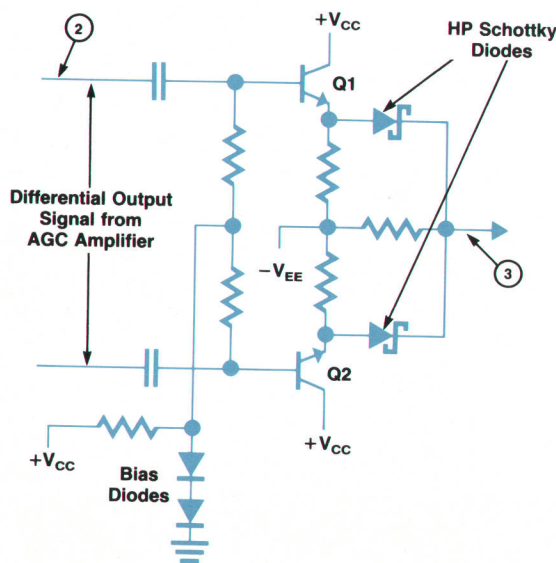 2
+VCC
HP Schottky
Diodes
Q1
Differential Output
Signal from
AGC Amplifier
−VEE
3
Q2
+VCC
+VCC
Bias
Diodes